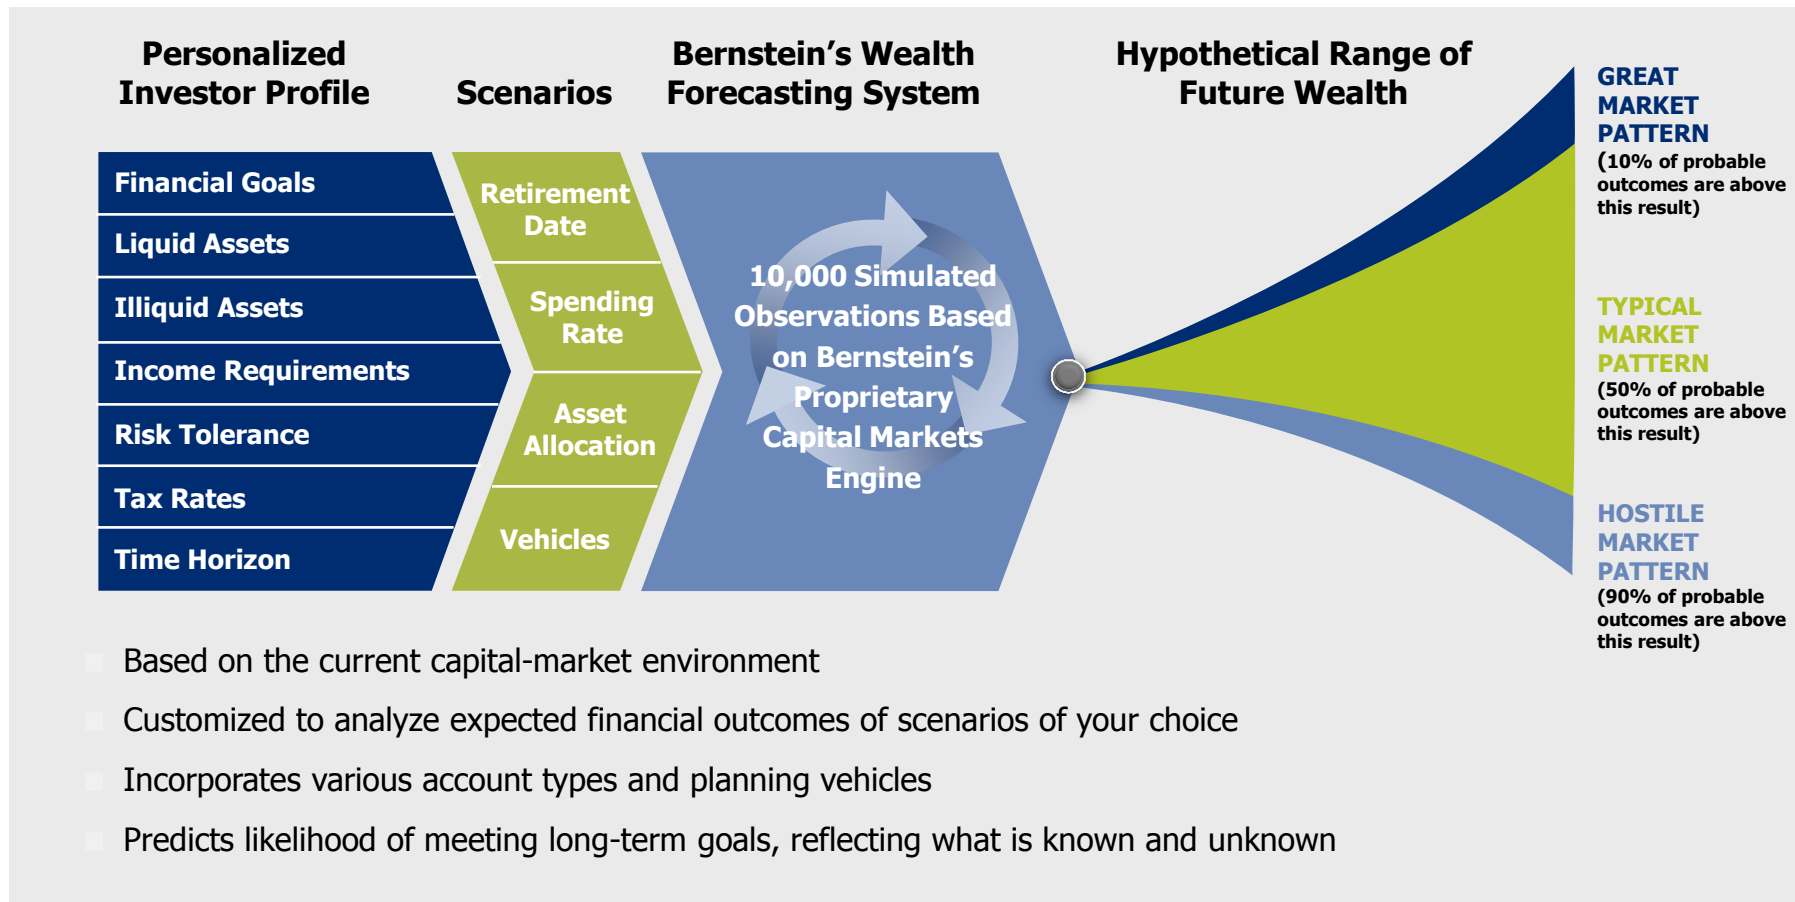 Personalized
Investor Profile
Scenarios
Bernstein’s Wealth
Forecasting System
Hypothetical Range of
Future Wealth
Financial Goals
Liquid Assets
Illiquid Assets
Income Requirements
Risk Tolerance
Tax Rates
Time Horizon
Retirement
Date
Spending
Rate
Asset
Allocation
Vehicles
10,000 Simulated
Observations Based
on Bernstein’s
Proprietary
Capital Markets
Engine
GREAT
MARKET
PATTERN
(10% of probable
outcomes are above
this result)
TYPICAL
MARKET
PATTERN
(50% of probable
outcomes are above
this result)
HOSTILE
MARKET
PATTERN
(90% of probable
outcomes are above
this result)
Based on the current capital-market environment
Customized to analyze expected financial outcomes of scenarios of your choice
Incorporates various account types and planning vehicles
Predicts likelihood of meeting long-term goals, reflecting what is known and unknown